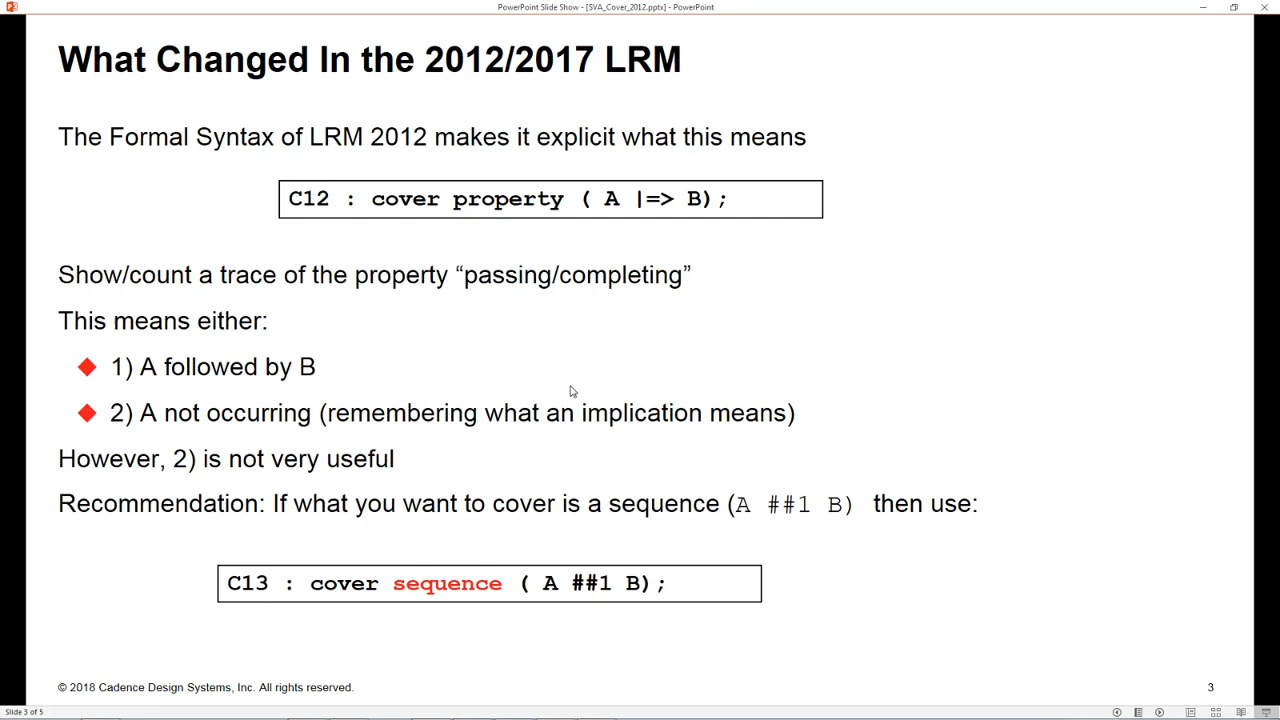 PowerPoint Slide Show - [SVA_Cover_2012.pptx] - PowerPoint
What Changed In the 2012/2017 LRM
The Formal Syntax of LRM 2012 makes it explicit what this means
C12 : cover property ( A |=> B);
Show/count a trace of the property “passing/completing”
This means either:
1) A followed by B
2) A not occurring (remembering what an implication means)
However, 2) is not very useful
Recommendation: If what you want to cover is a sequence (A ##1 B) then use:
C13 : cover sequence ( A ##1 B);
© 2018 Cadence Design Systems, Inc. All rights reserved.
3
Slide 3 of 5